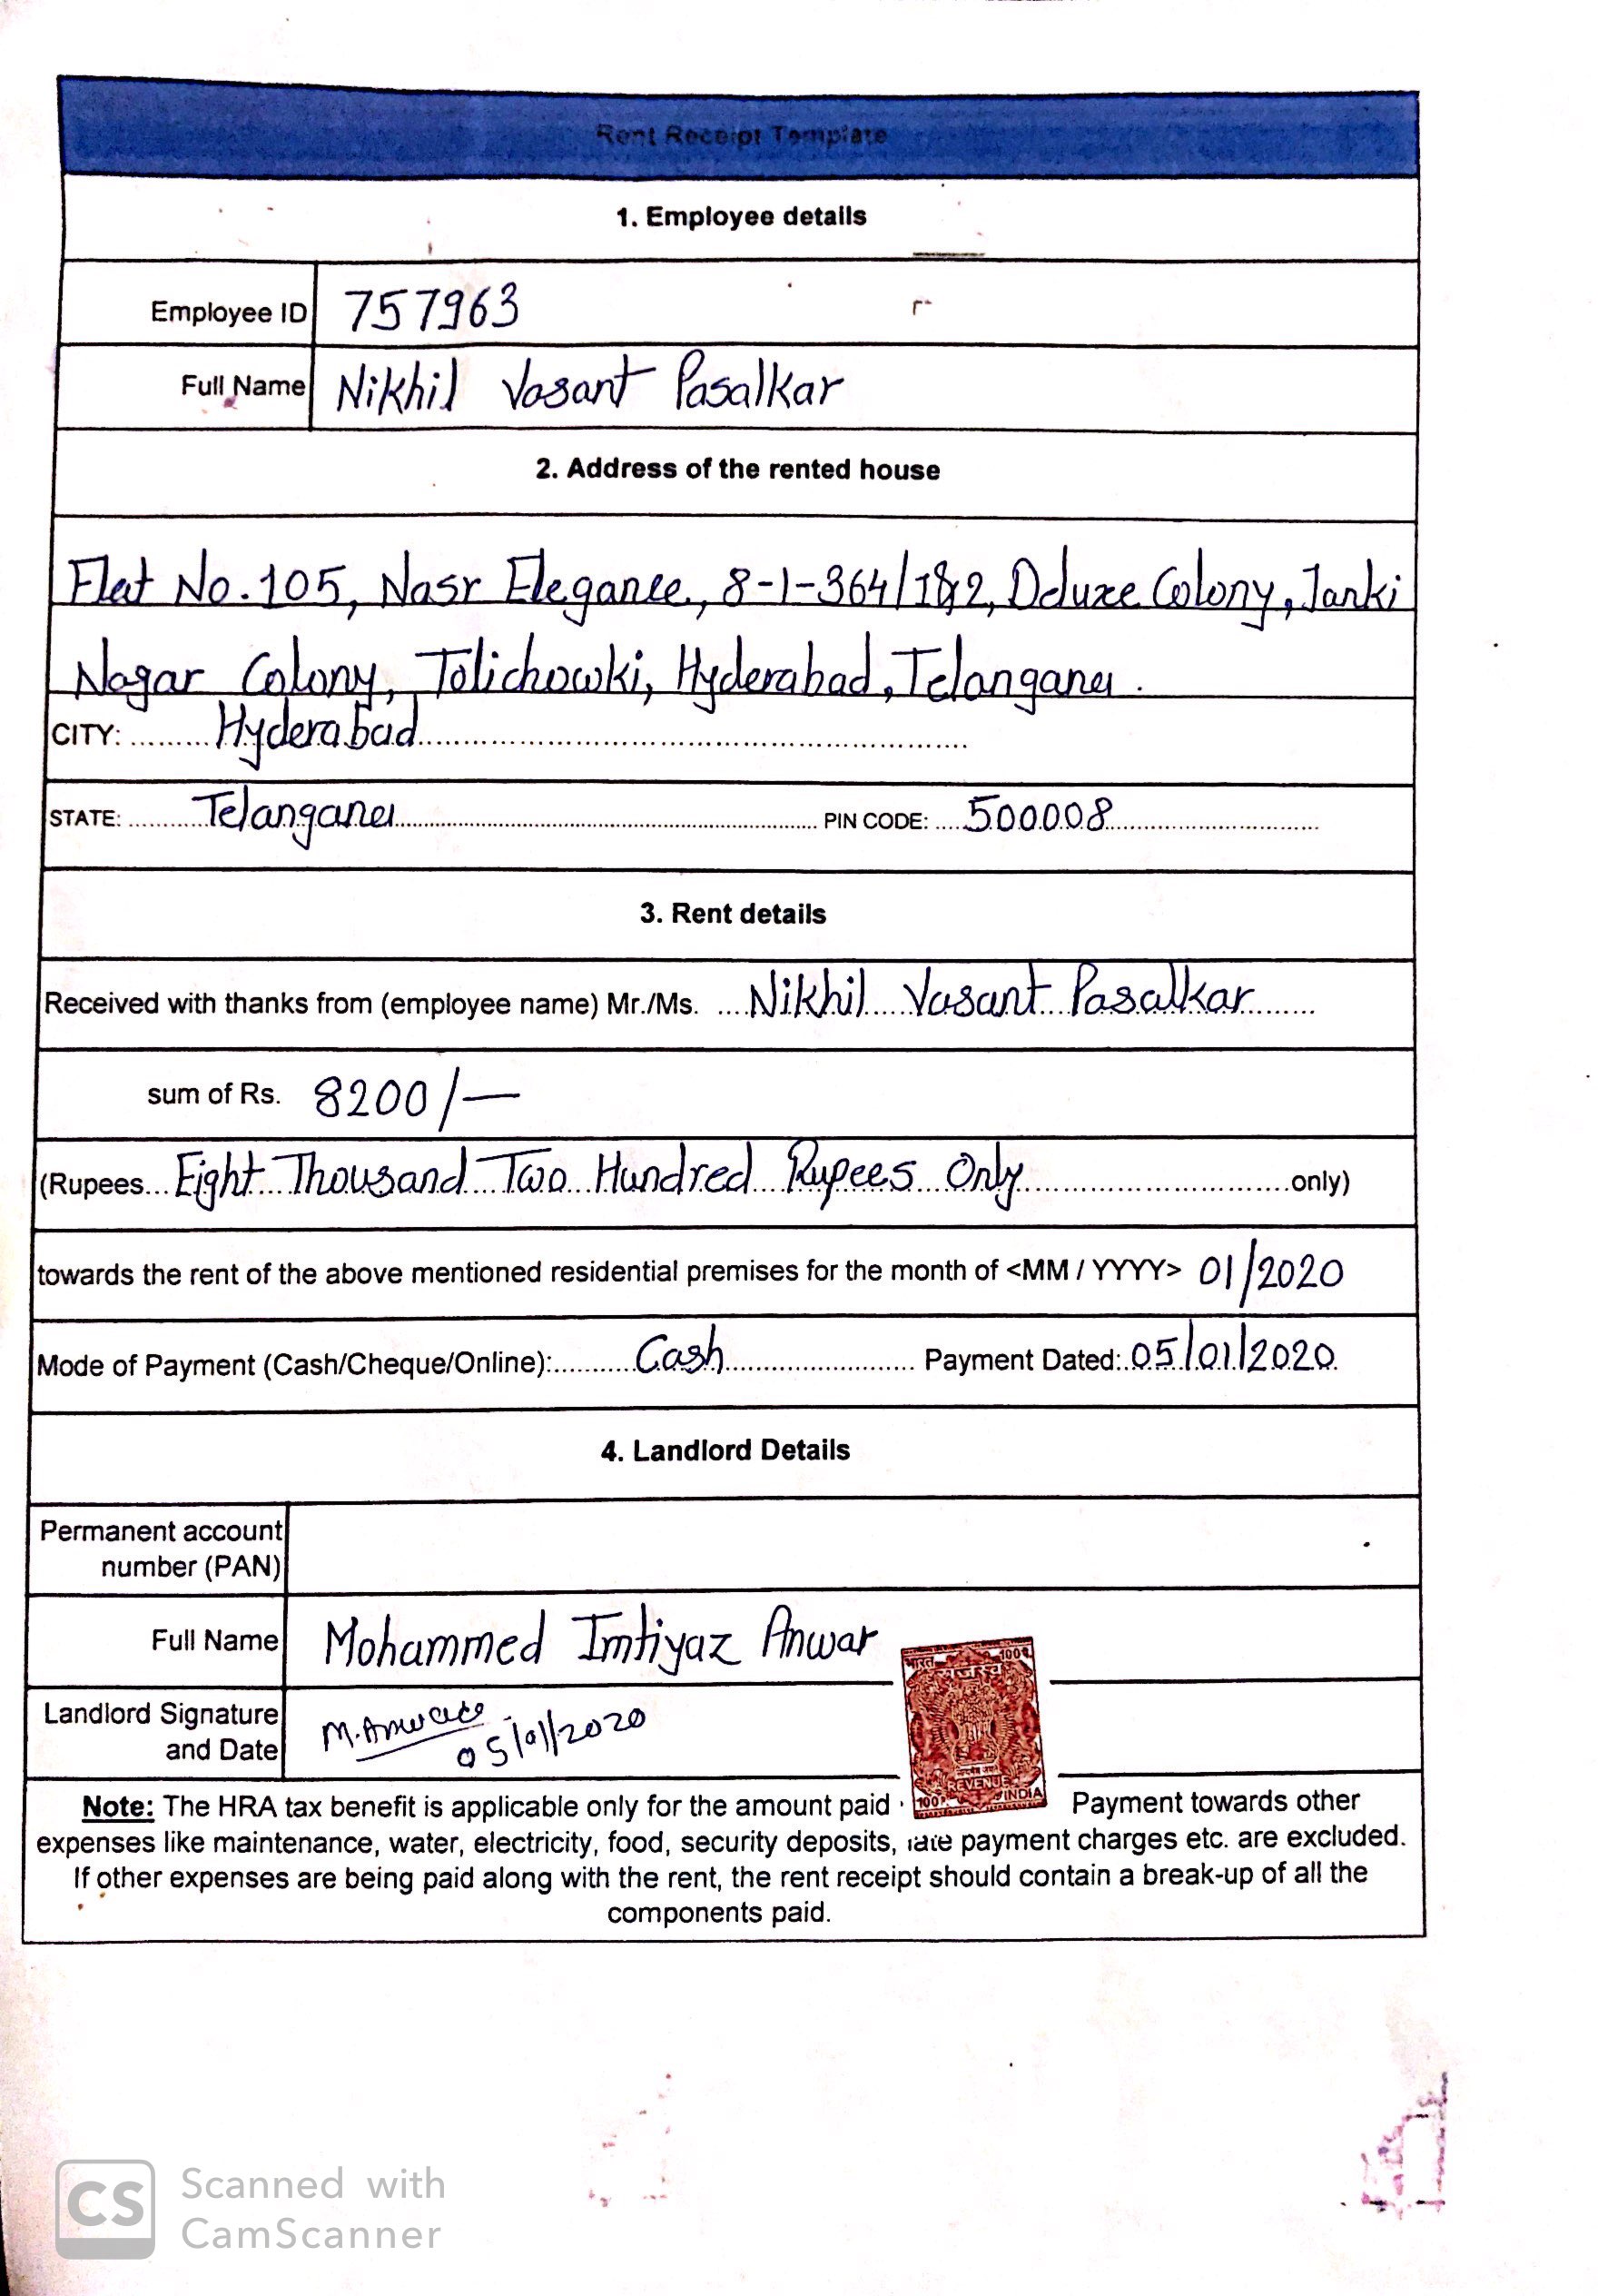 Rent Receipt Template
1. Employee details
Employee ID 757963
Full Name Nikhil Vasant Pasalkar
2. Address of the rented house
Flat No. 105, Nasr Elegance, 8-1-364/1&2, Deluxe Colony, Janki
Nagar Colony, Tolichowki, Hyderabad, Telangana.
CITY: ......... Hyderabad
STATE: ........... Telangana PIN CODE: .... 500008
3. Rent details
Received with thanks from (employee name) Mr./Ms. .... Nikhil Vasant Pasalkar
sum of Rs. 8200/-
(Rupees... Eight Thousand Two Hundred Rupees Only only)
towards the rent of the above mentioned residential premises for the month of <MM / YYYY> 01/2020
Mode of Payment (Cash/Cheque/Online):.......... Cash Payment Dated: 05/01/2020
4. Landlord Details
Permanent account
number (PAN)
Full Name Mohammed Imtiyaz Anwar
Landlord Signature
and Date
05/01/2020
भारत 100
REVENUE
100 INDIA
Note: The HRA tax benefit is applicable only for the amount paid Payment towards other
expenses like maintenance, water, electricity, food, security deposits, late payment charges etc. are excluded.
If other expenses are being paid along with the rent, the rent receipt should contain a break-up of all the
components paid.
CS Scanned with
CamScanner